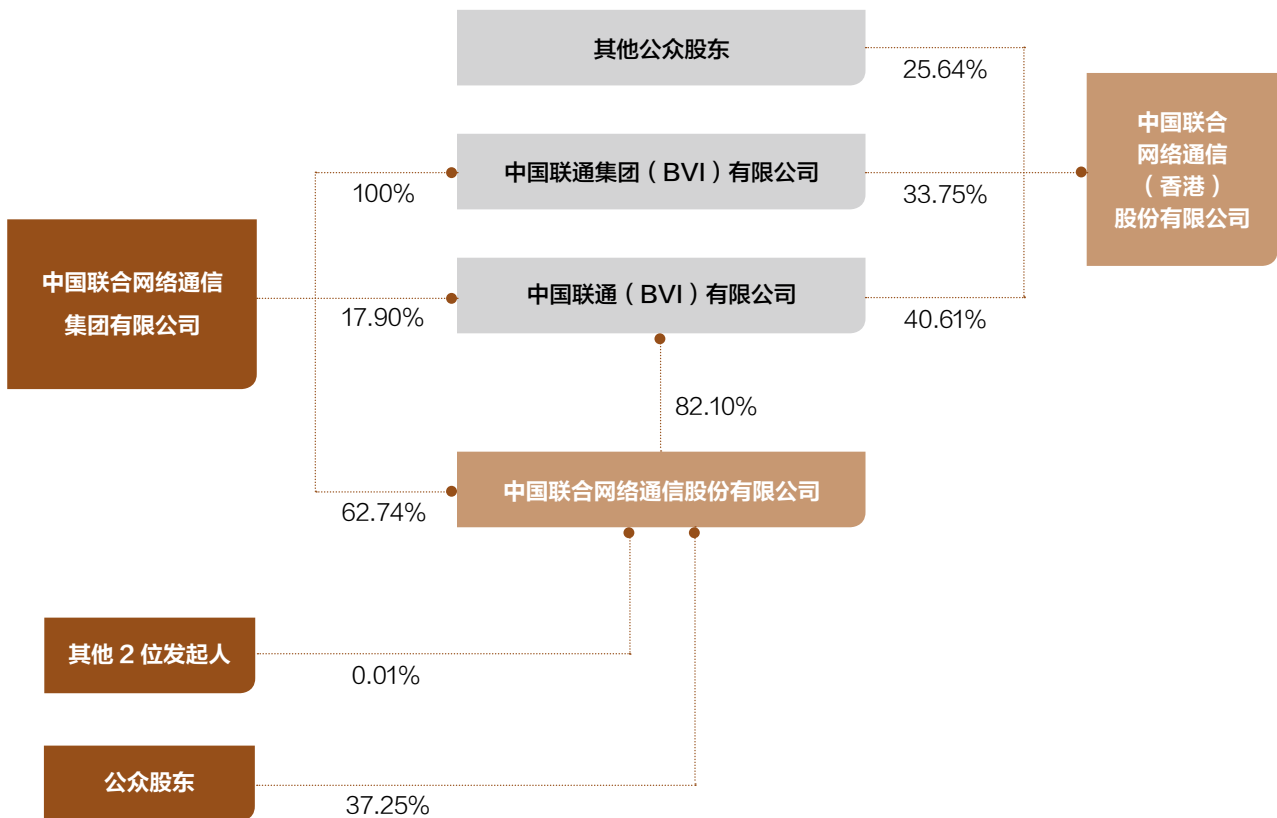 其他公众股东
25.64%
中国联合
网络通信
（香港）
股份有限公司
中国联通集团（BVI）有限公司
100%
33.75%
中国联合网络通信
集团有限公司
中国联通（BVI）有限公司
17.90%
40.61%
82.10%
中国联合网络通信股份有限公司
62.74%
其他 2 位发起人
0.01%
公众股东
37.25%